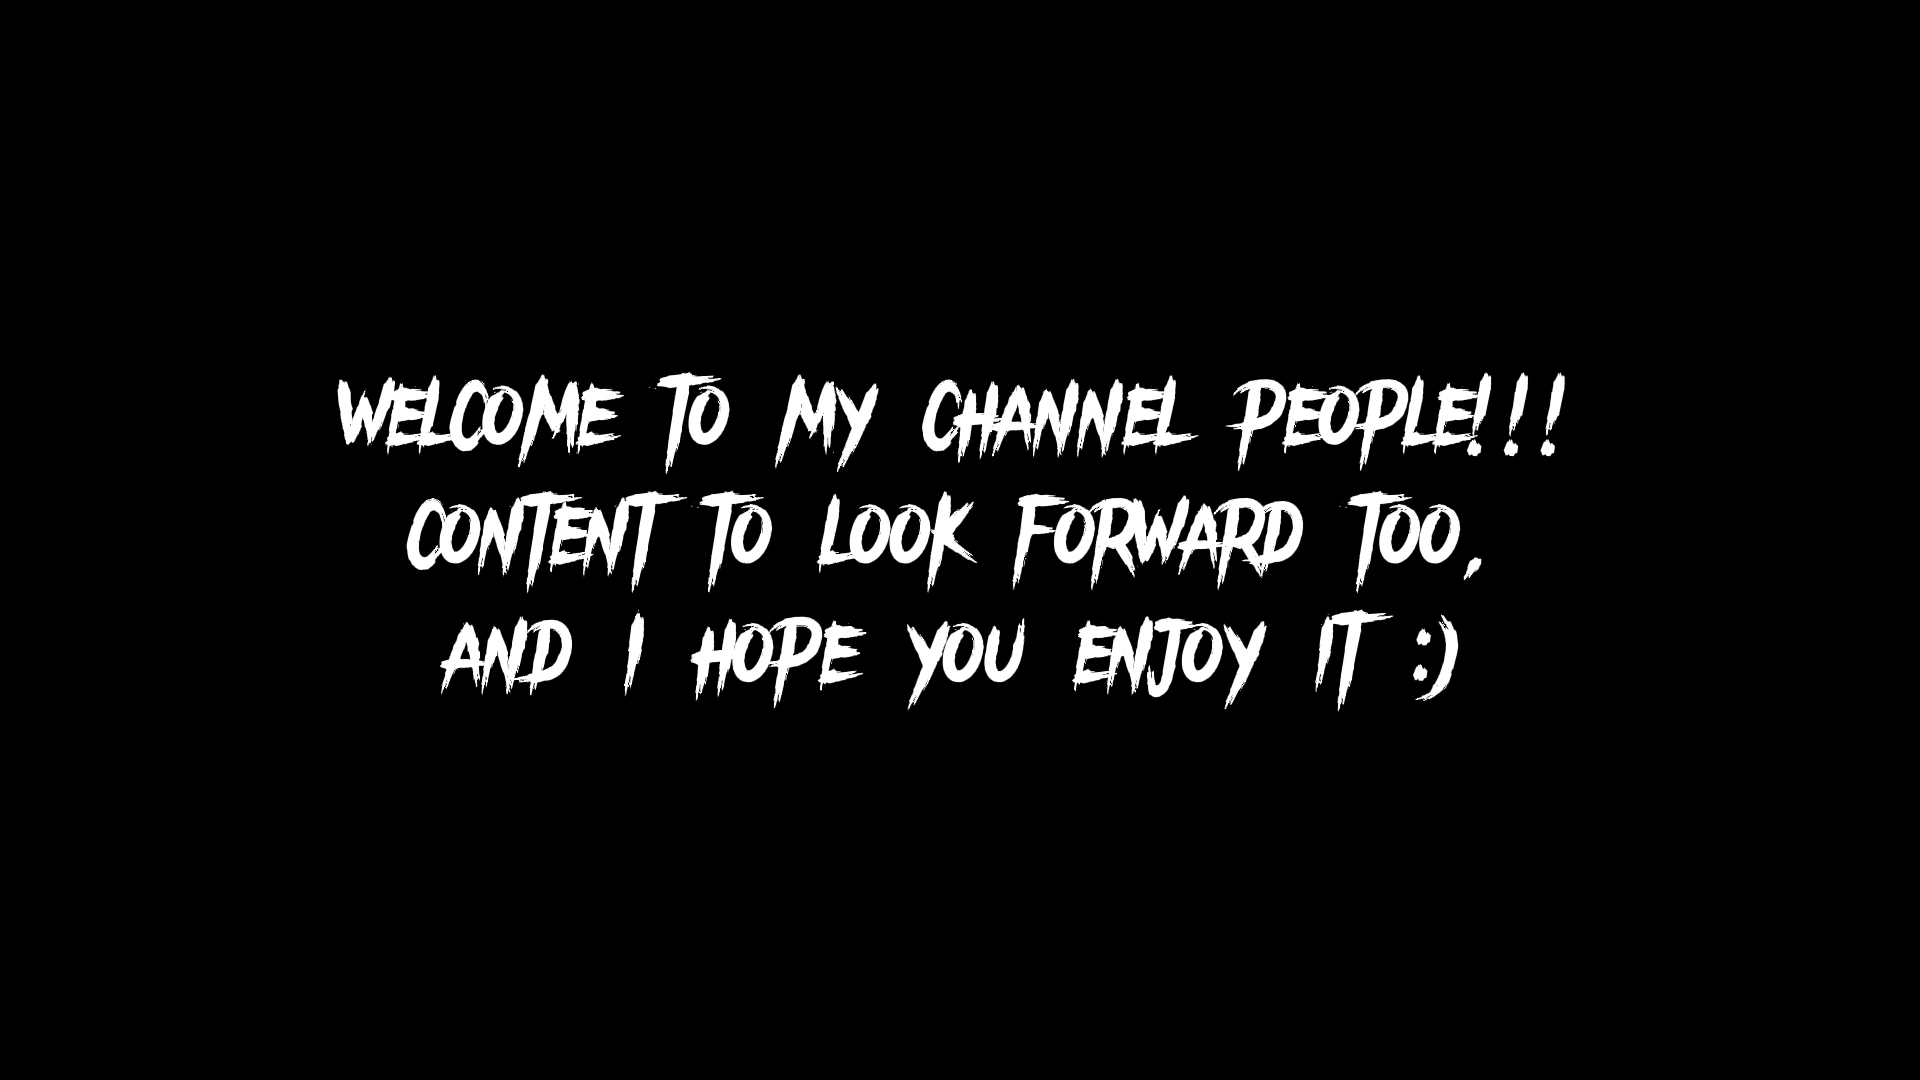 WELCOME TO MY CHANNEL PEOPLE!!!
CONTENT TO LOOK FORWARD TOO,
AND I HOPE YOU ENJOY IT :)